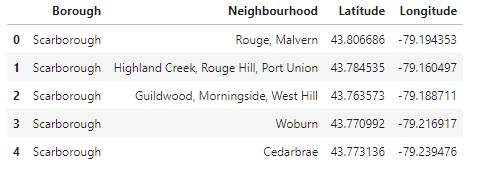 Borough Neighbourhood Latitude Longitude
0 Scarborough Rouge, Malvern 43.806686 -79.194353
1 Scarborough Highland Creek, Rouge Hill, Port Union 43.784535 -79.160497
2 Scarborough Guildwood, Morningside, West Hill 43.763573 -79.188711
3 Scarborough Woburn 43.770992 -79.216917
4 Scarborough Cedarbrae 43.773136 -79.239476